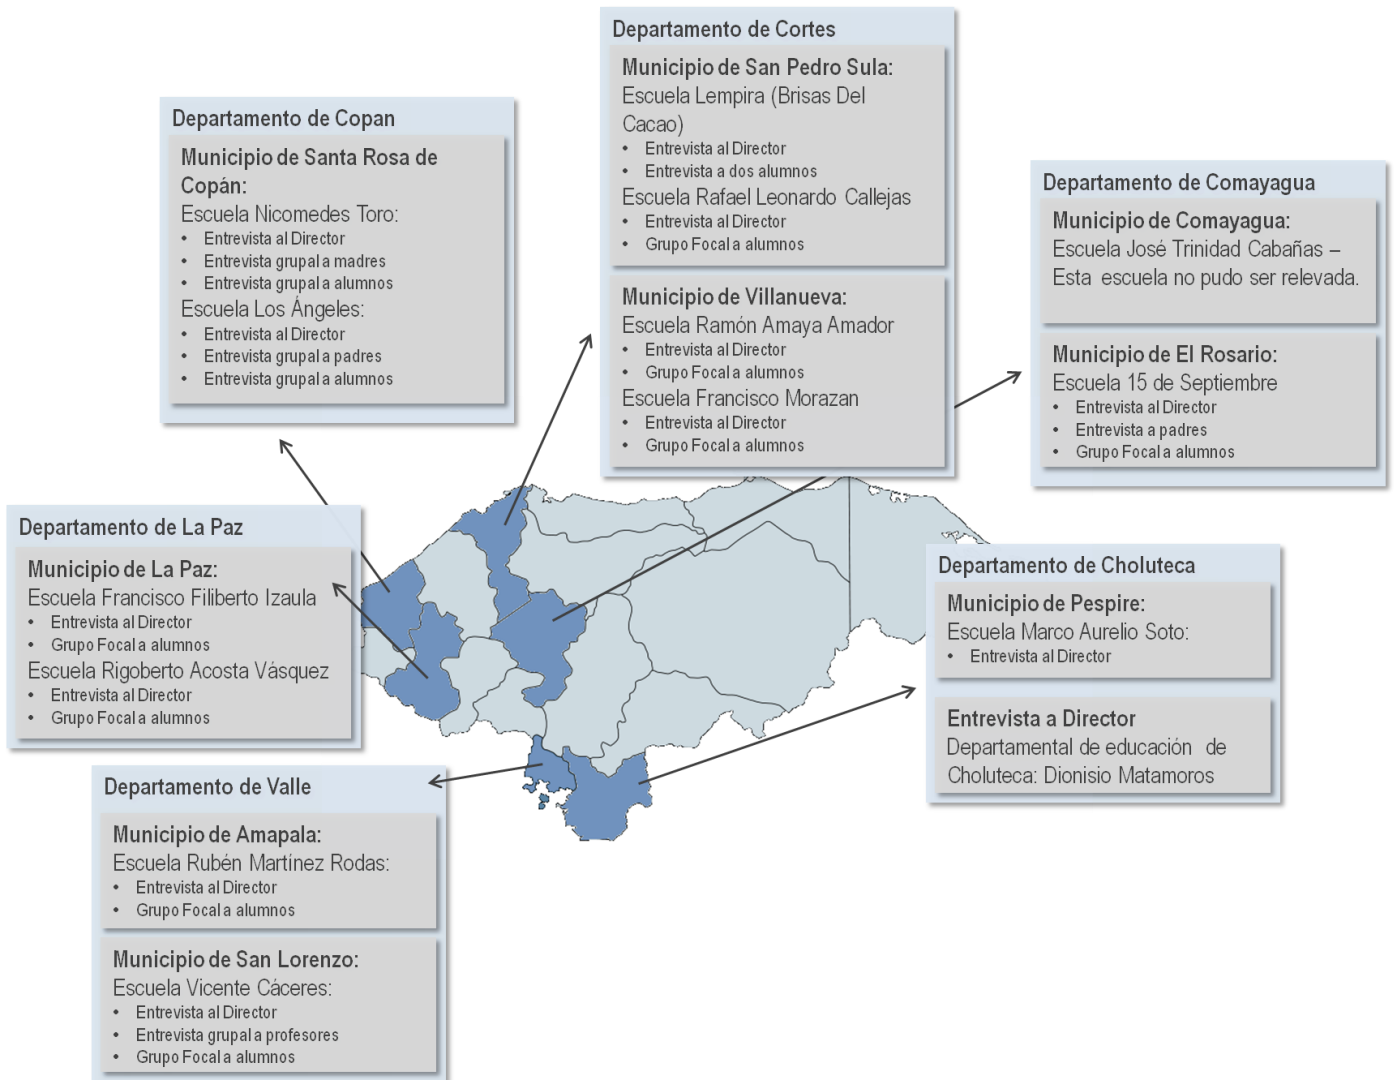 Departamento de Cortes
Municipio de San Pedro Sula:
Escuela Lempira (Brisas Del
Cacao)
• Entrevista al Director
• Entrevista a dos alumnos
Escuela Rafael Leonardo Callejas
• Entrevista al Director
• Grupo Focal a alumnos
Municipio de Villanueva:
Escuela Ramón Amaya Amador
• Entrevista al Director
• Grupo Focal a alumnos
Escuela Francisco Morazan
• Entrevista al Director
• Grupo Focal a alumnos
Departamento de Copan
Municipio de Santa Rosa de
Copán:
Escuela Nicomedes Toro:
• Entrevista al Director
• Entrevista grupal a madres
• Entrevista grupal a alumnos
Escuela Los Ángeles:
• Entrevista al Director
• Entrevista grupal a padres
• Entrevista grupal a alumnos
Departamento de Comayagua
Municipio de Comayagua:
Escuela José Trinidad Cabañas –
Esta escuela no pudo ser relevada.
Municipio de El Rosario:
Escuela 15 de Septiembre
• Entrevista al Director
• Entrevista a padres
• Grupo Focal a alumnos
Departamento de La Paz
Municipio de La Paz:
Escuela Francisco Filiberto Izaula
• Entrevista al Director
• Grupo Focal a alumnos
Escuela Rigoberto Acosta Vásquez
• Entrevista al Director
• Grupo Focal a alumnos
Departamento de Choluteca
Municipio de Pespire:
Escuela Marco Aurelio Soto:
• Entrevista al Director
Entrevista a Director
Departamental de educación de
Choluteca: Dionisio Matamoros
Departamento de Valle
Municipio de Amapala:
Escuela Rubén Martínez Rodas:
• Entrevista al Director
• Grupo Focal a alumnos
Municipio de San Lorenzo:
Escuela Vicente Cáceres:
• Entrevista al Director
• Entrevista grupal a profesores
• Grupo Focal a alumnos